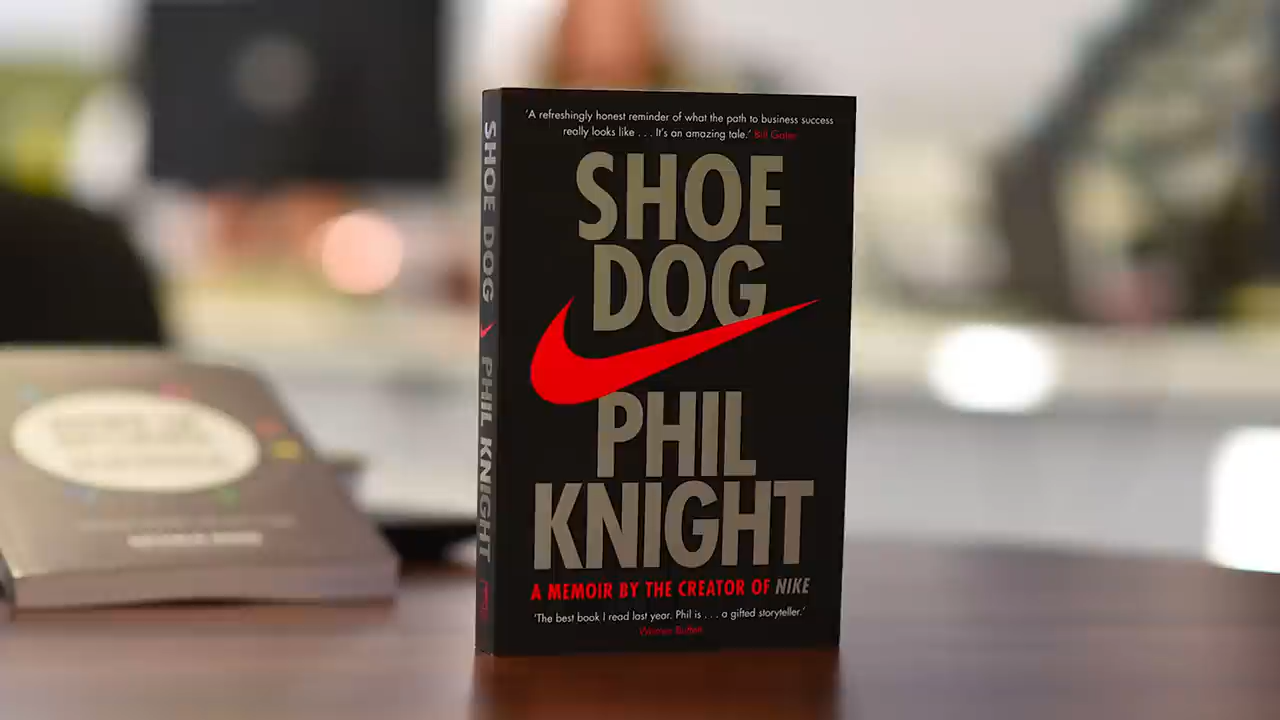 'A refreshingly honest reminder of what the path to business success
really looks like . . . It's an amazing tale.' Bill Gates
SHOE
DOG
PHIL
KNIGHT
A MEMOIR BY THE CREATOR OF NIKE
'The best book I read last year. Phil is . . . a gifted storyteller.'
Warren Buffett
SHOE DOG PHIL KNIGHT